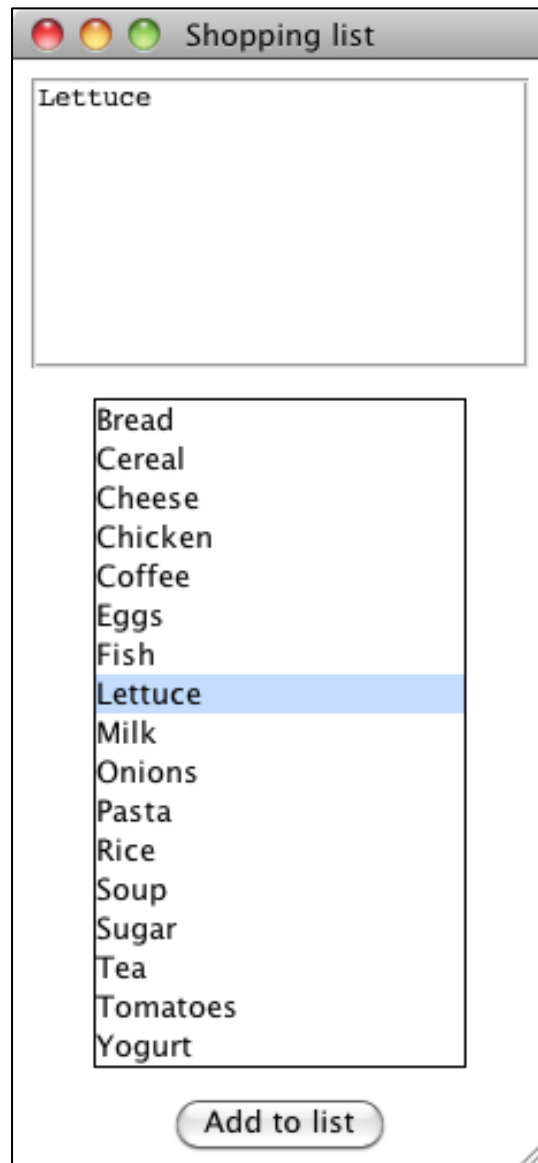 Shopping list
Lettuce
Bread
Cereal
Cheese
Chicken
Coffee
Eggs
Fish
Lettuce
Milk
Onions
Pasta
Rice
Soup
Sugar
Tea
Tomatoes
Yogurt
Add to list